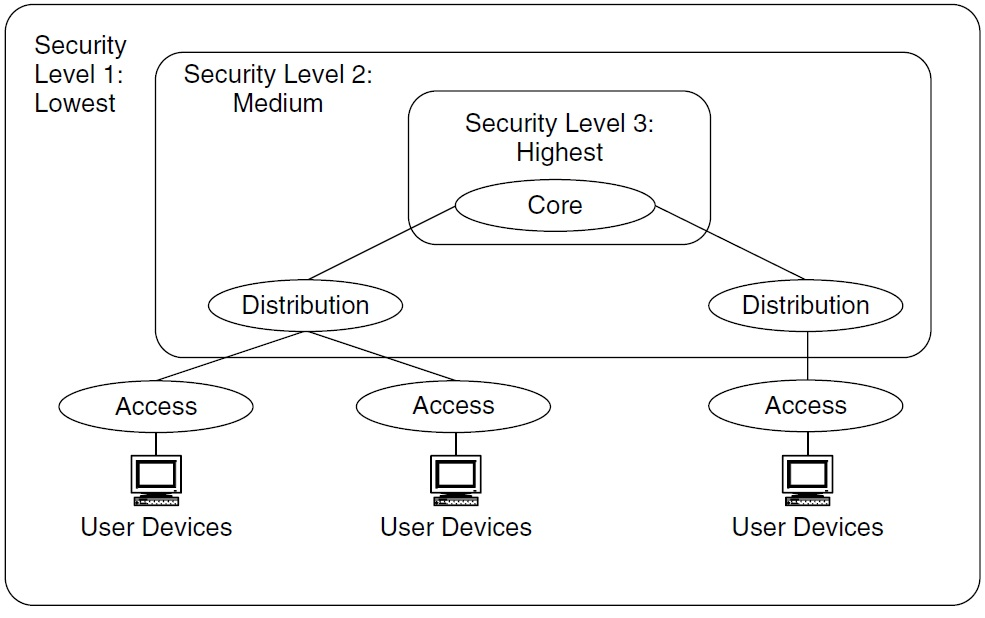 Security
Level 1:
Lowest
Security Level 2:
Medium
Security Level 3:
Highest
Core
Distribution
Distribution
Access
Access
Access
User Devices
User Devices
User Devices